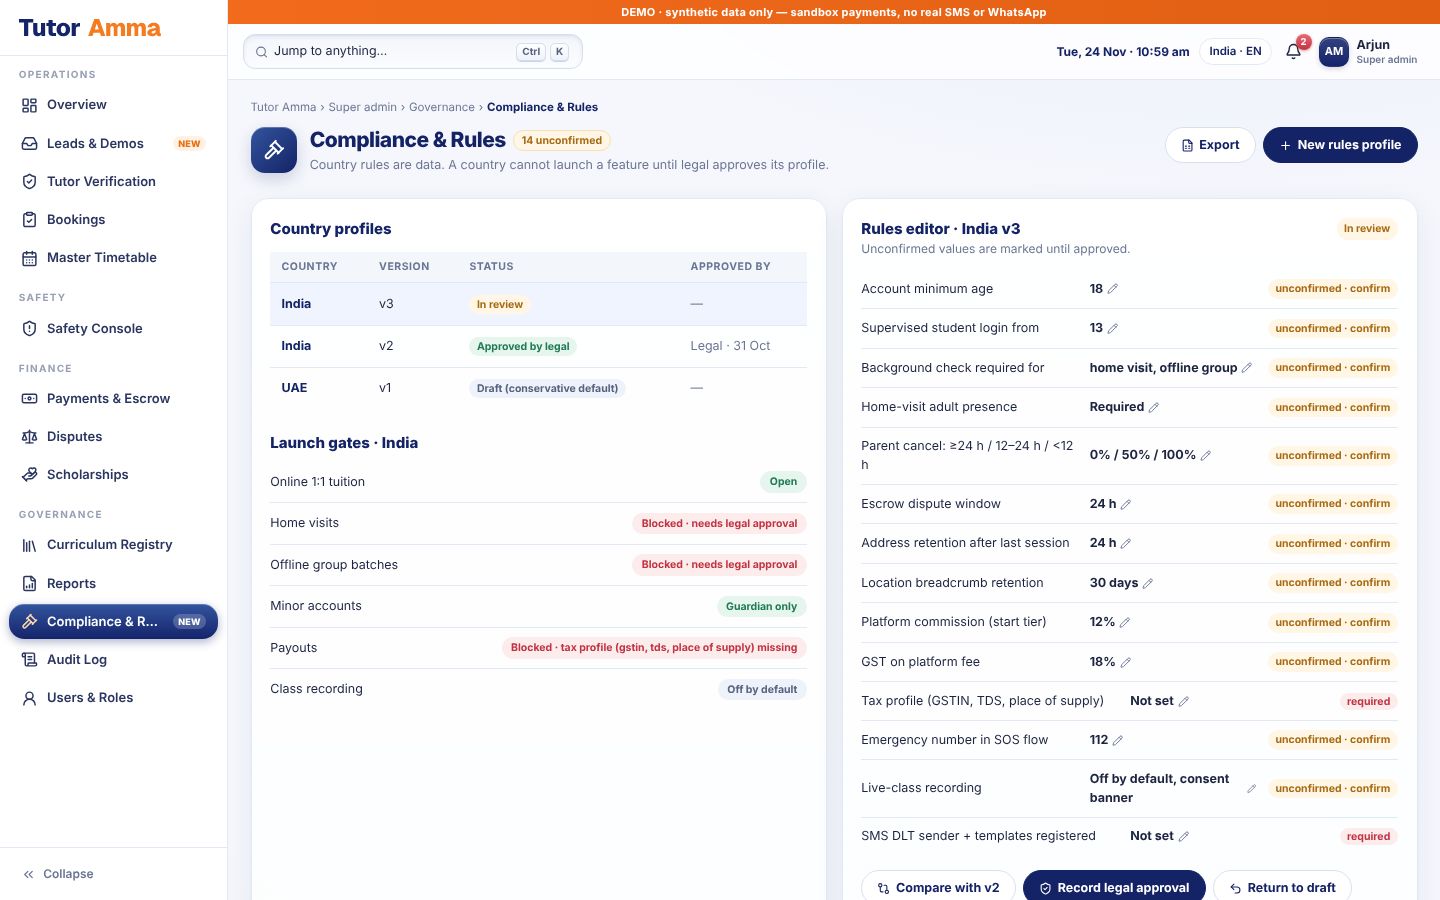 DEMO · synthetic data only — sandbox payments, no real SMS or WhatsApp
Tutor Amma
Jump to anything...
Ctrl K
Tue, 24 Nov · 10:59 am
India · EN
2
AM
Arjun
Super admin
OPERATIONS
Overview
Leads & Demos NEW
Tutor Verification
Bookings
Master Timetable
SAFETY
Safety Console
FINANCE
Payments & Escrow
Disputes
Scholarships
GOVERNANCE
Curriculum Registry
Reports
Compliance & R... NEW
Audit Log
Users & Roles
Collapse
Tutor Amma › Super admin › Governance › Compliance & Rules
Compliance & Rules 14 unconfirmed
Country rules are data. A country cannot launch a feature until legal approves its profile.
Export
+ New rules profile
Country profiles
COUNTRY VERSION STATUS APPROVED BY
India v3 In review —
India v2 Approved by legal Legal · 31 Oct
UAE v1 Draft (conservative default) —
Launch gates · India
Online 1:1 tuition Open
Home visits Blocked · needs legal approval
Offline group batches Blocked · needs legal approval
Minor accounts Guardian only
Payouts Blocked · tax profile (gstin, tds, place of supply) missing
Class recording Off by default
Rules editor · India v3 In review
Unconfirmed values are marked until approved.
Account minimum age 18 unconfirmed · confirm
Supervised student login from 13 unconfirmed · confirm
Background check required for home visit, offline group unconfirmed · confirm
Home-visit adult presence Required unconfirmed · confirm
Parent cancel: ≥24 h / 12–24 h / <12
h 0% / 50% / 100% unconfirmed · confirm
Escrow dispute window 24 h unconfirmed · confirm
Address retention after last session 24 h unconfirmed · confirm
Location breadcrumb retention 30 days unconfirmed · confirm
Platform commission (start tier) 12% unconfirmed · confirm
GST on platform fee 18% unconfirmed · confirm
Tax profile (GSTIN, TDS, place of supply) Not set required
Emergency number in SOS flow 112 unconfirmed · confirm
Live-class recording Off by default, consent
banner unconfirmed · confirm
SMS DLT sender + templates registered Not set required
Compare with v2
Record legal approval
Return to draft